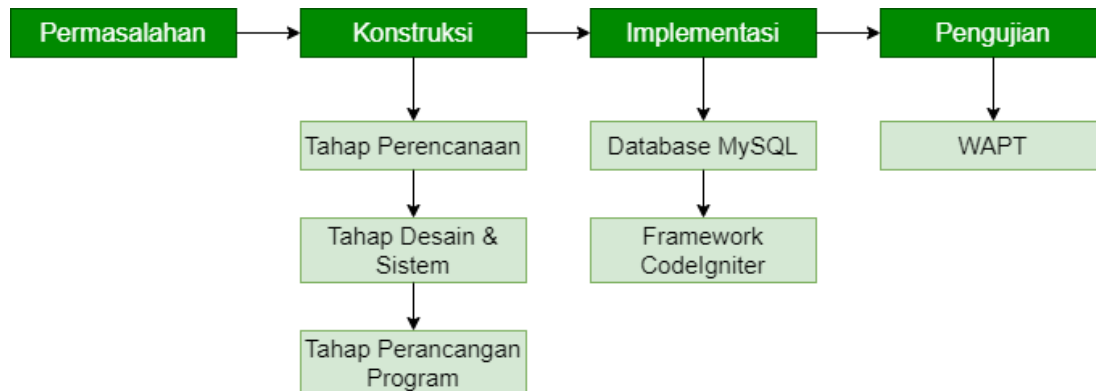 Permasalahan
Konstruksi
Implementasi
Pengujian
Tahap Perencanaan
Database MySQL
WAPT
Tahap Desain &
Sistem
Framework
CodeIgniter
Tahap Perancangan
Program